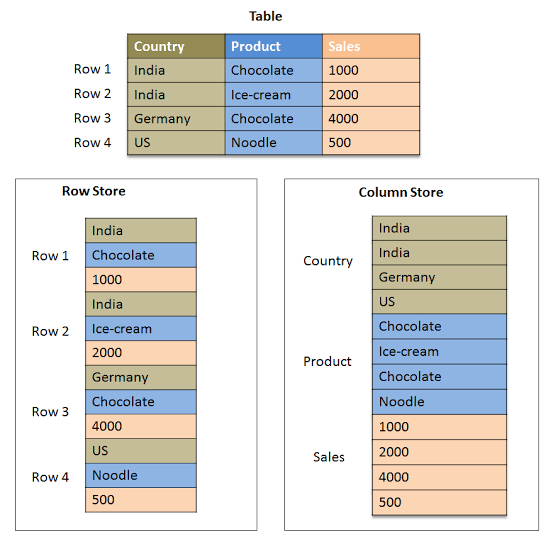 Table
Country Product Sales
Row 1 India Chocolate 1000
Row 2 India Ice-cream 2000
Row 3 Germany Chocolate 4000
Row 4 US Noodle 500
Row Store
India
Row 1 Chocolate
1000
India
Row 2 Ice-cream
2000
Germany
Row 3 Chocolate
4000
US
Row 4 Noodle
500
Column Store
India
Country India
Germany
US
Chocolate
Ice-cream
Product Chocolate
Noodle
1000
Sales 2000
4000
500